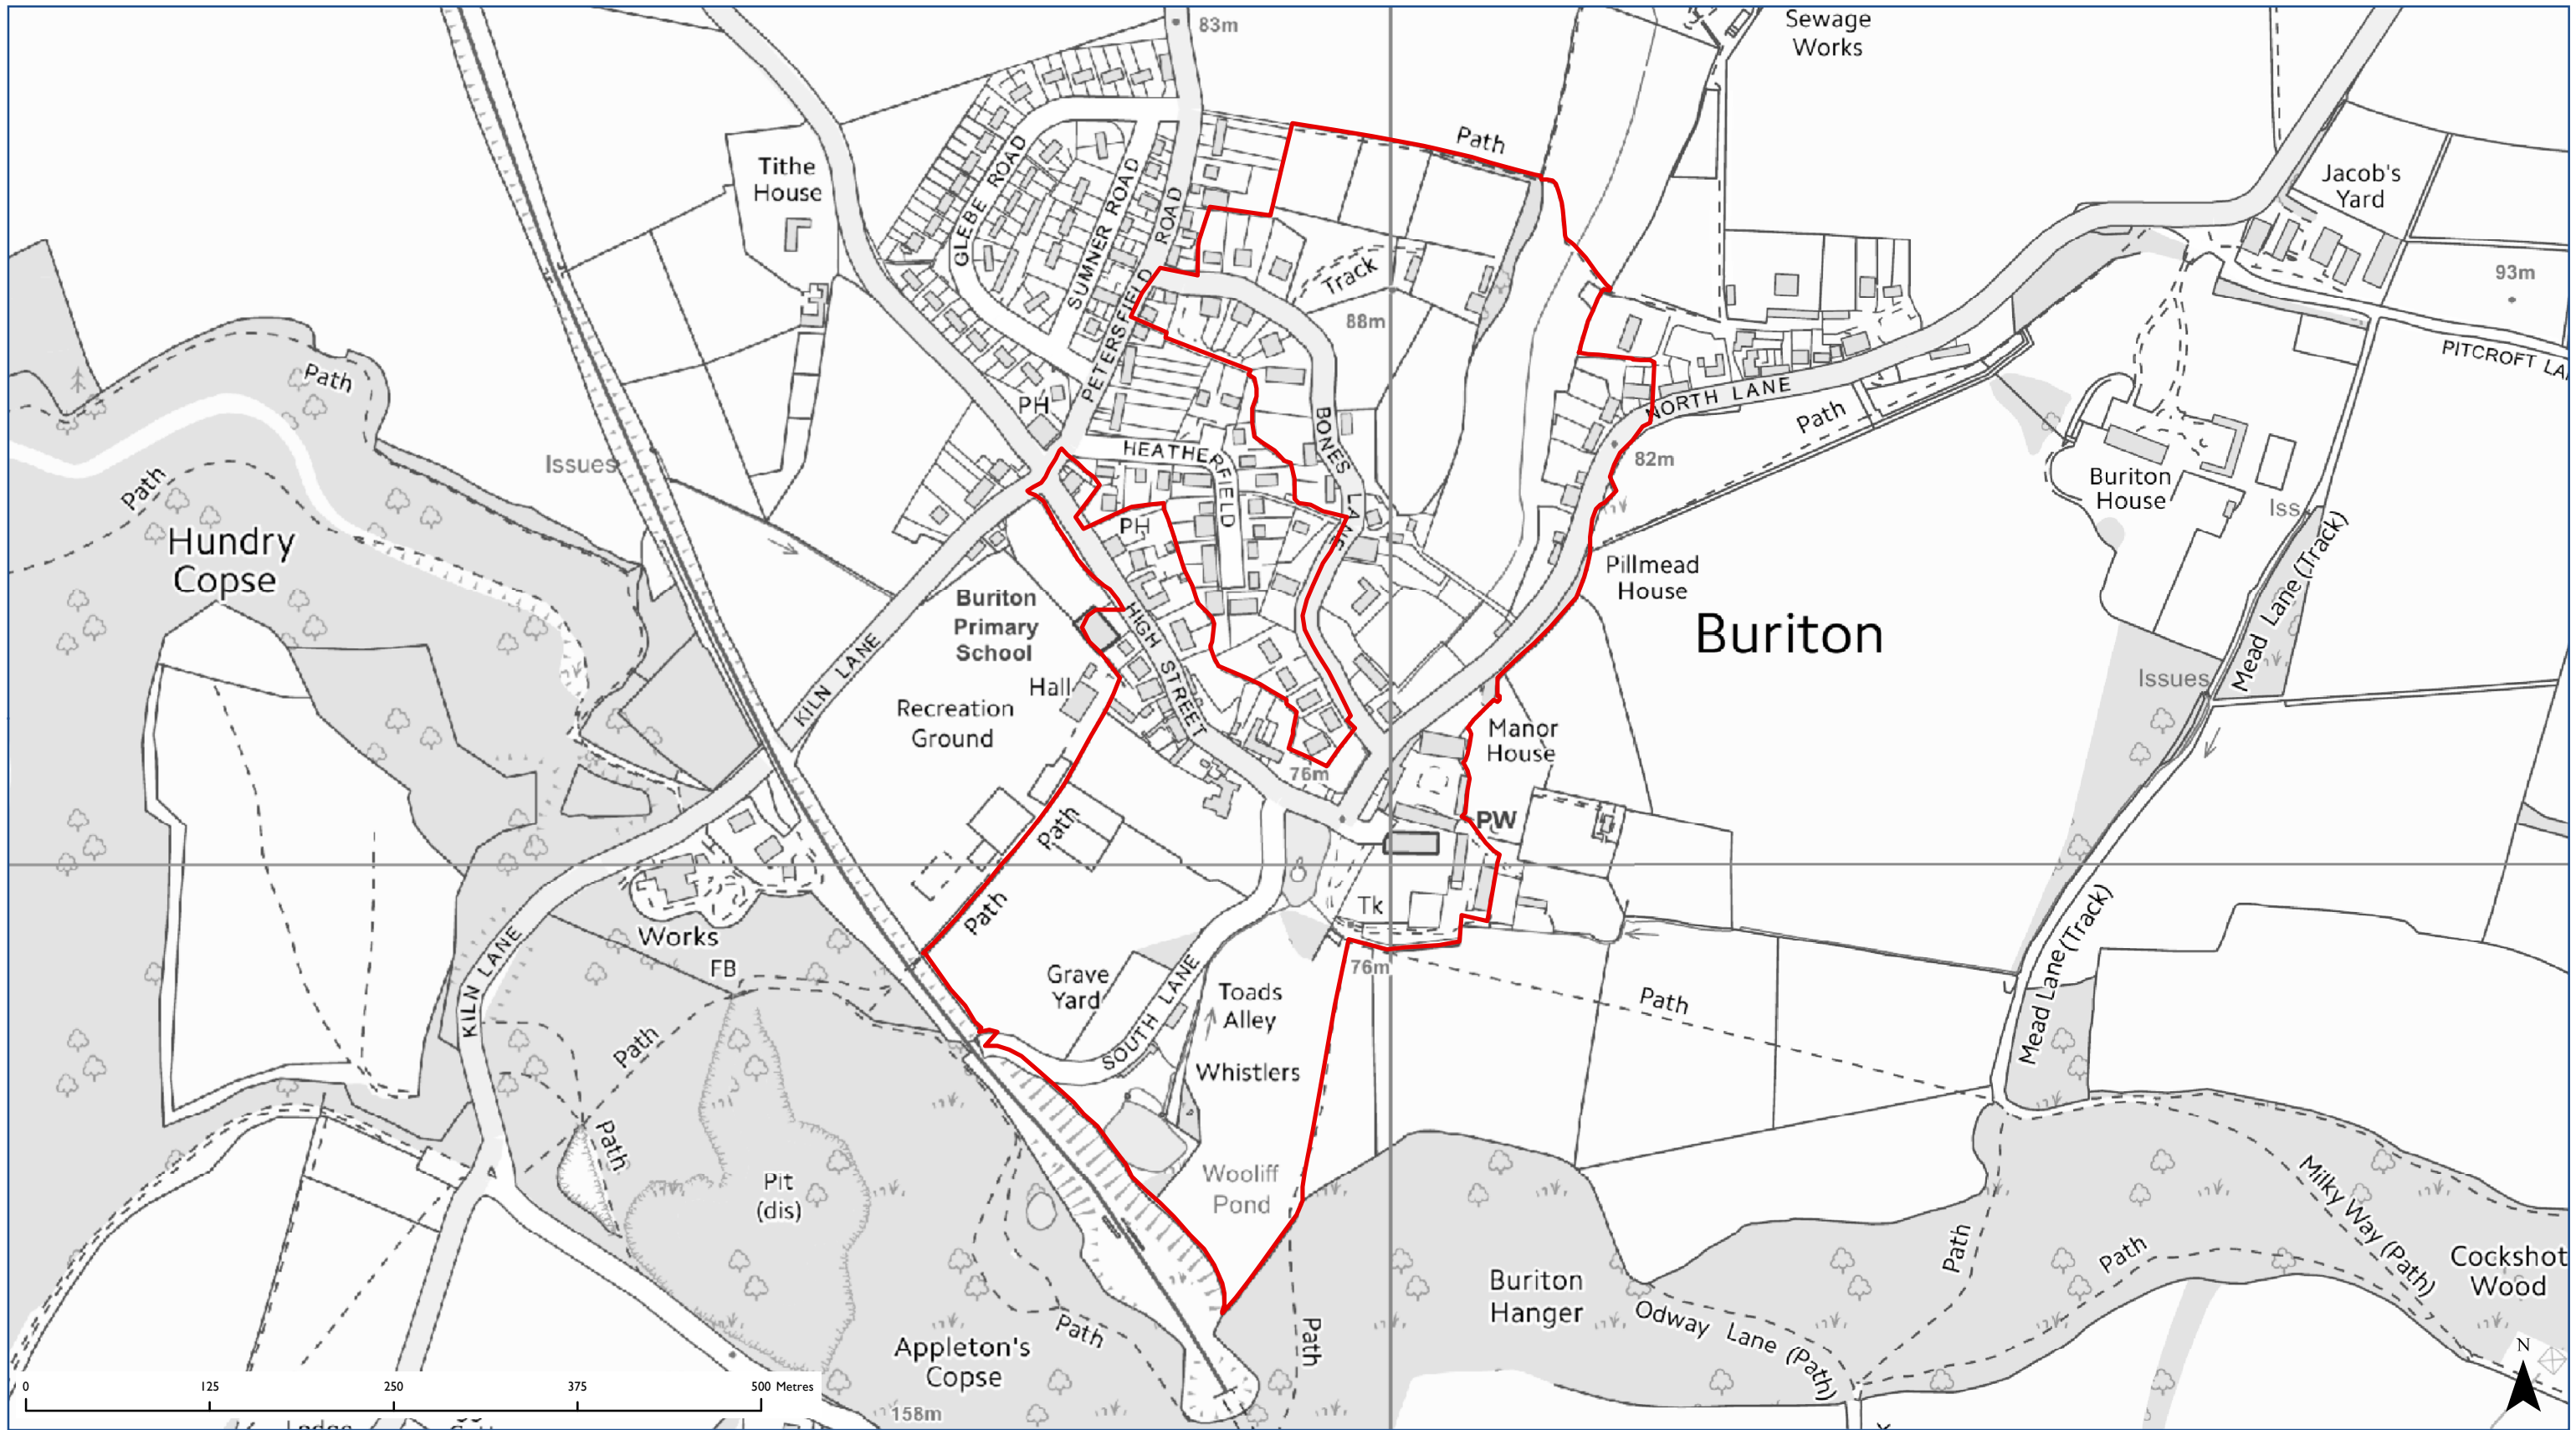 83m
Sewage
Works
Path
Tithe
House
GLEBE ROAD
SUMNER ROAD
PETERSFIELD ROAD
Jacob's
Yard
93m
Track
88m
PITCROFT LA
Path
PH
NORTH LANE
Path
BONES LANE
HEATHERFIELD
82m
Issues
Path
Buriton
House
Iss
Hundry
Copse
PH
Pillmead
House
Mead Lane (Track)
Buriton
Primary
School
Buriton
HIGH STREET
KILN LANE
Hall
Issues
Recreation
Ground
Manor
House
76m
Path
PW
Path
Tk
Works
FB
KILN LANE
76m
Mead Lane (Track)
Grave
Yard
SOUTH LANE
Toads
Alley
Path
Path
Whistlers
Path
Pit
(dis)
Wooliff
Pond
Milky Way (Path)
Path
Path
Cockshot
Wood
Buriton
Hanger
Odway Lane (Path)
Path
Path
Appleton's
Copse
158m
N
0 125 250 375 500 Metres